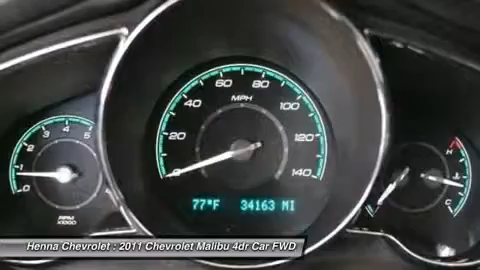 5
4
3
2
1
0
RPM
X1000
60
80
40
MPH
100
20
120
0
140
77°F 34163 MI
H
C
Henna Chevrolet : 2011 Chevrolet Malibu 4dr Car FWD